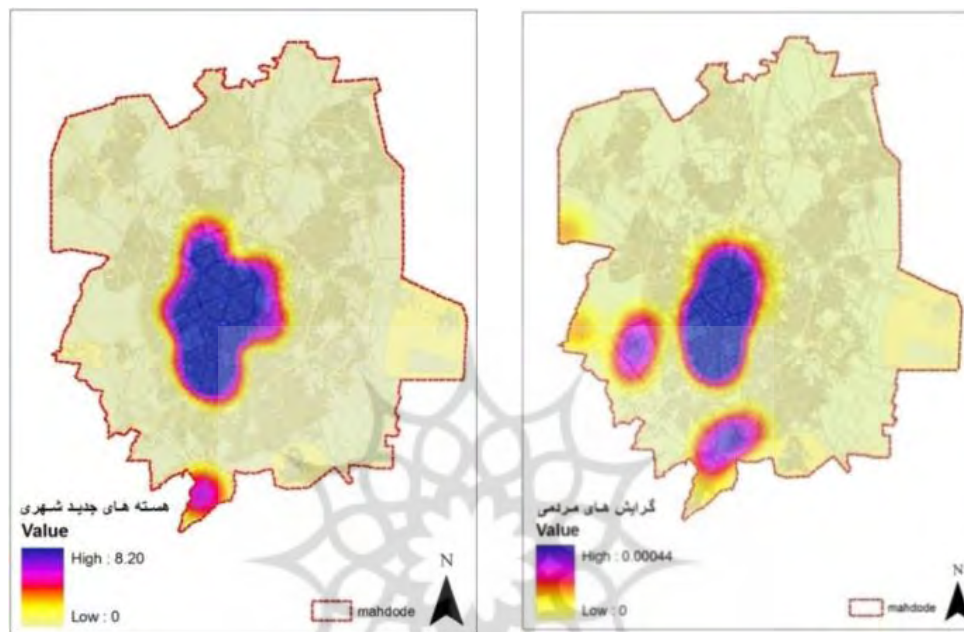 هسته های جدید شهری
Value
High : 8.20
Low : 0
mahdode
N
گرایش های مردمی
Value
High : 0.00044
Low : 0
mahdode
N